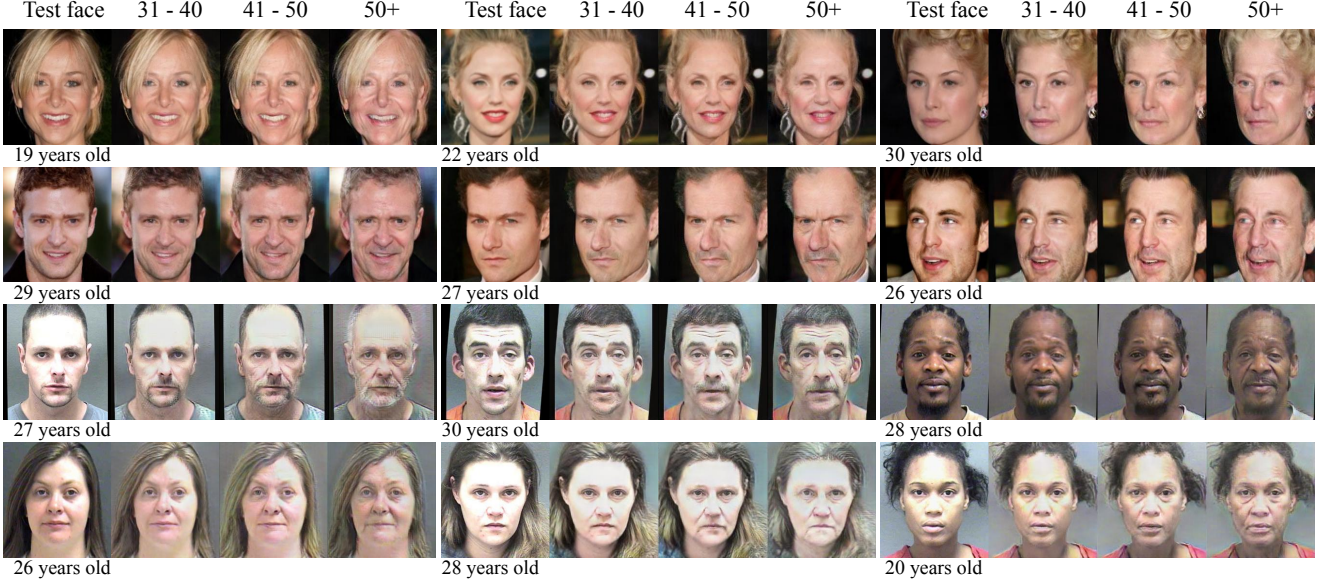 Test face 31 - 40 41 - 50 50+ Test face 31 - 40 41 - 50 50+ Test face 31 - 40 41 - 50 50+
19 years old 22 years old 30 years old
29 years old 27 years old 26 years old
27 years old 30 years old 28 years old
26 years old 28 years old 20 years old